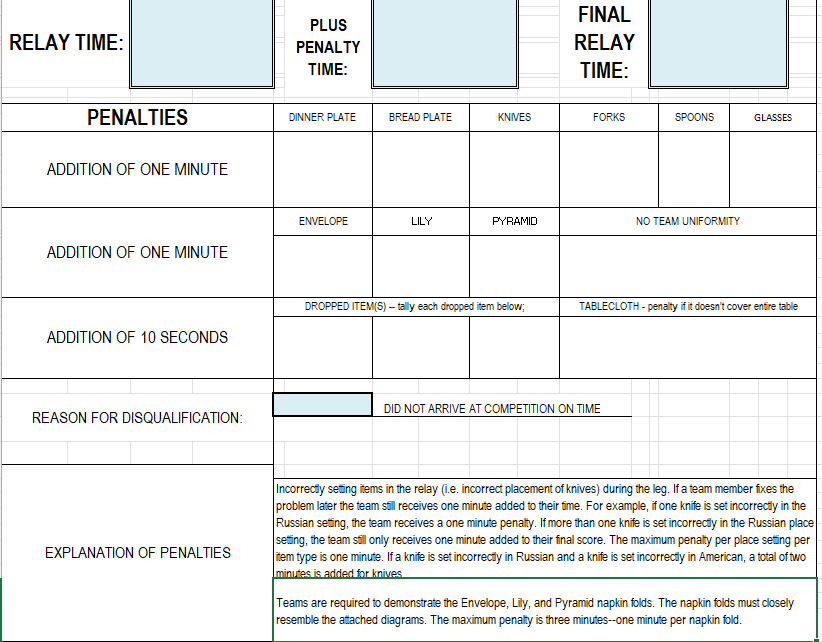 RELAY TIME:
PLUS
PENALTY
TIME:
FINAL
RELAY
TIME:
PENALTIES DINNER PLATE BREAD PLATE KNIVES FORKS SPOONS GLASSES
ADDITION OF ONE MINUTE
ENVELOPE LILY PYRAMID NO TEAM UNIFORMITY
ADDITION OF ONE MINUTE
DROPPED ITEM(S) -- tally each dropped item below; TABLECLOTH - penalty if it doesn't cover entire table
ADDITION OF 10 SECONDS
REASON FOR DISQUALIFICATION: DID NOT ARRIVE AT COMPETITION ON TIME
EXPLANATION OF PENALTIES
Incorrectly setting items in the relay (i.e. incorrect placement of knives) during the leg. If a team member fixes the
problem later the team still receives one minute added to their time. For example, if one knife is set incorrectly in the
Russian setting, the team receives a one minute penalty. If more than one knife is set incorrectly in the Russian place
setting, the team still only receives one minute added to their final score. The maximum penalty per place setting per
item type is one minute. If a knife is set incorrectly in Russian and a knife is set incorrectly in American, a total of two
minutes is added for knives
Teams are required to demonstrate the Envelope, Lily, and Pyramid napkin folds. The napkin folds must closely
resemble the attached diagrams. The maximum penalty is three minutes--one minute per napkin fold.